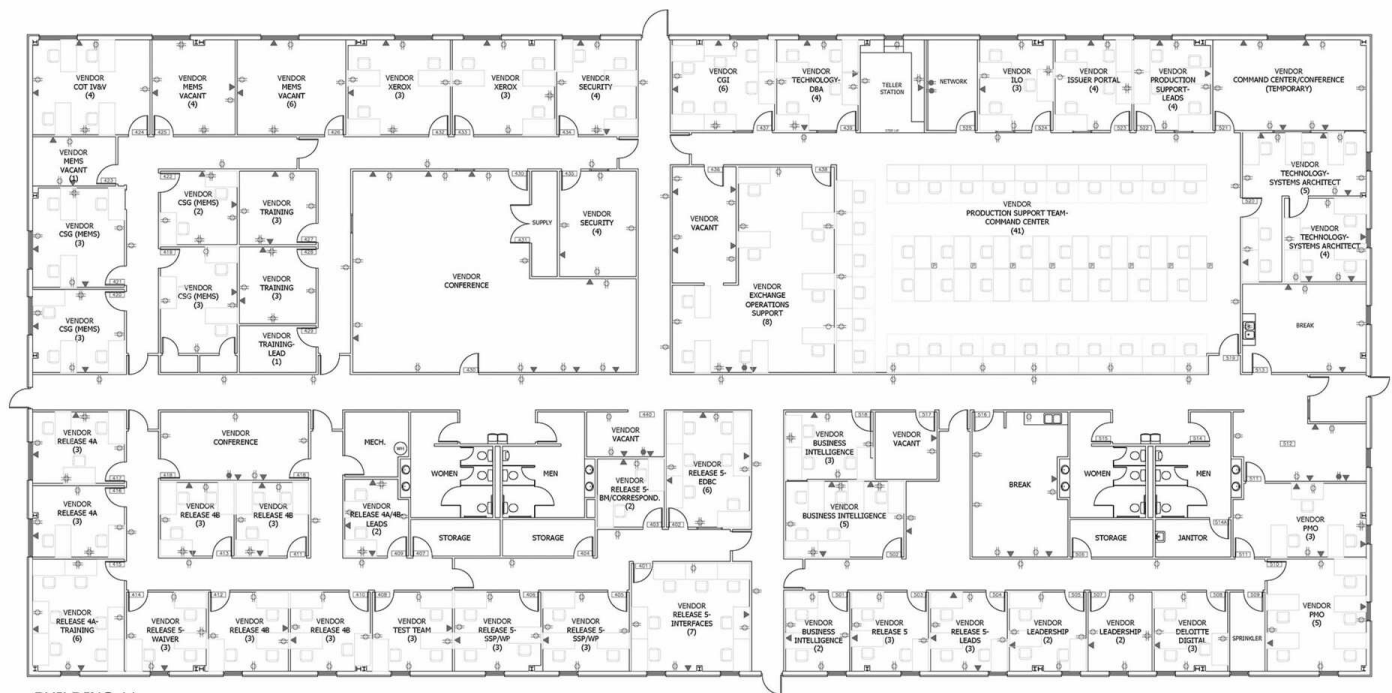 VENDOR
COT IV&V
(4)
VENDOR
MEMS
VACANT
(4)
VENDOR
MEMS
VACANT
(6)
VENDOR
XEROX
(3)
VENDOR
XEROX
(3)
VENDOR
SECURITY
(4)
VENDOR
CGI
(6)
VENDOR
TECHNOLOGY-
DBA
(4)
TELLER
STATION
NETWORK
VENDOR
ILO
(3)
VENDOR
ISSUER PORTAL
(4)
VENDOR
PRODUCTION
SUPPORT-
LEADS
(4)
VENDOR
COMMAND CENTER/CONFERENCE
(TEMPORARY)
VENDOR
MEMS
VACANT
(1)
VENDOR
CSG (MEMS)
(2)
VENDOR
TRAINING
(3)
SUPPLY
VENDOR
SECURITY
(4)
VENDOR
VACANT
VENDOR
PRODUCTION SUPPORT TEAM-
COMMAND CENTER
(41)
VENDOR
TECHNOLOGY-
SYSTEMS ARCHITECT
(5)
VENDOR
TECHNOLOGY-
SYSTEMS ARCHITECT
(4)
VENDOR
CSG (MEMS)
(3)
VENDOR
CSG (MEMS)
(3)
VENDOR
TRAINING
(3)
VENDOR
CONFERENCE
VENDOR
EXCHANGE
OPERATIONS
SUPPORT
(8)
VENDOR
CSG (MEMS)
(3)
VENDOR
TRAINING-
LEAD
(1)
BREAK
VENDOR
RELEASE 4A
(3)
VENDOR
CONFERENCE
MECH.
WOMEN
MEN
VENDOR
VACANT
VENDOR
RELEASE 5-
EDBC
(6)
VENDOR
BUSINESS
INTELLIGENCE
(3)
VENDOR
VACANT
BREAK
WOMEN
MEN
512
VENDOR
RELEASE 4A
(3)
VENDOR
RELEASE 4B
(3)
VENDOR
RELEASE 4B
(3)
VENDOR
RELEASE 4A/4B-
LEADS
(2)
STORAGE
STORAGE
VENDOR
RELEASE 5-
BM/CORRESPOND.
(2)
VENDOR
BUSINESS INTELLIGENCE
(5)
STORAGE
JANITOR
VENDOR
PMO
(3)
VENDOR
RELEASE 4A-
TRAINING
(6)
VENDOR
RELEASE 5-
WAIVER
(3)
VENDOR
RELEASE 4B
(3)
VENDOR
RELEASE 4B
(3)
VENDOR
TEST TEAM
(3)
VENDOR
RELEASE 5-
SSP/WP
(3)
VENDOR
RELEASE 5-
SSP/WP
(3)
VENDOR
RELEASE 5-
INTERFACES
(7)
VENDOR
BUSINESS
INTELLIGENCE
(2)
VENDOR
RELEASE 5
(3)
VENDOR
RELEASE 5-
LEADS
(3)
VENDOR
LEADERSHIP
(2)
VENDOR
LEADERSHIP
(2)
VENDOR
DELOITTE
DIGITAL
(3)
SPRINKLER
VENDOR
PMO
(5)